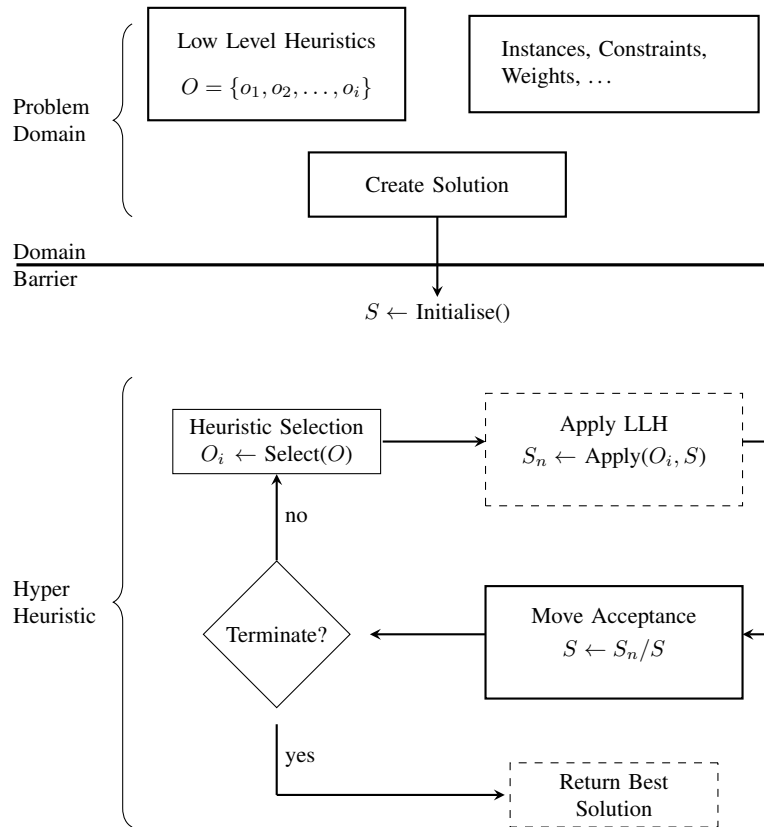 Low Level Heuristics
O = {o₁, o₂, . . . , oᵢ}
Instances, Constraints,
Weights, . . .
Problem
Domain
Create Solution
Domain
Barrier
S ← Initialise()
Heuristic Selection
Oᵢ ← Select(O)
Apply LLH
Sₙ ← Apply(Oᵢ, S)
no
Hyper
Heuristic
Terminate?
Move Acceptance
S ← Sₙ/S
yes
Return Best
Solution